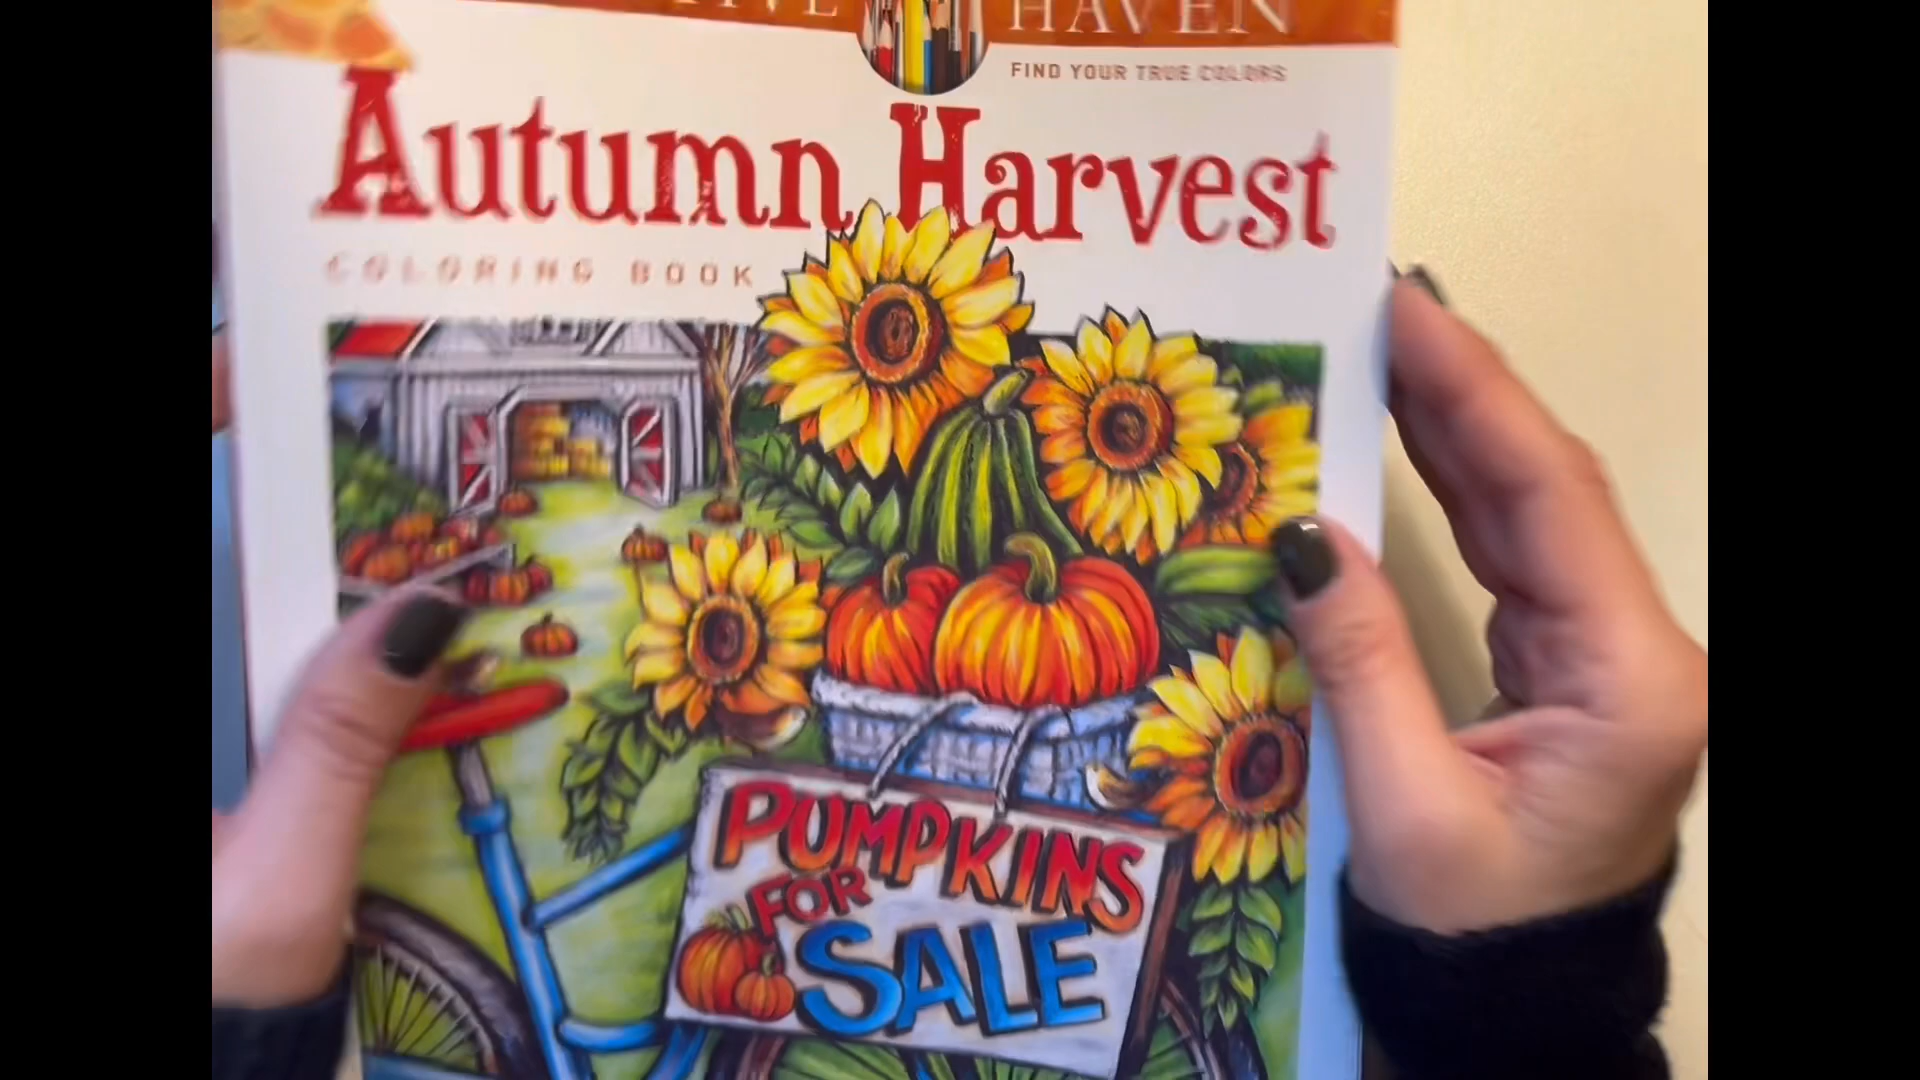 HAVEN
FIND YOUR TRUE COLORS
Autumn Harvest
COLORING BOOK
PUMPKINS
FOR
SALE